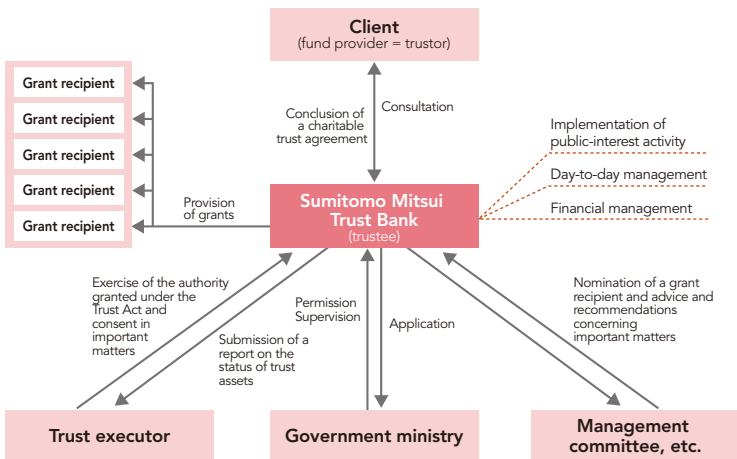 Client
(fund provider = trustor)
Grant recipient
Grant recipient
Grant recipient
Grant recipient
Grant recipient
Conclusion of
a charitable
trust agreement
Consultation
Implementation of
public-interest activity
Day-to-day management
Financial management
Provision
of grants
Sumitomo Mitsui
Trust Bank
(trustee)
Exercise of the authority
granted under the
Trust Act and
consent in
important
matters
Submission of a
report on the
status of trust
assets
Permission
Supervision
Application
Nomination of a grant
recipient and advice and
recommendations
concerning
important matters
Trust executor
Government ministry
Management
committee, etc.